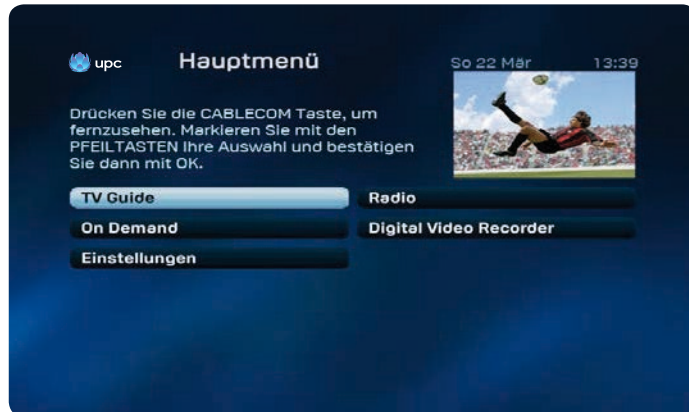 upc
Hauptmenü
So 22 Mär 13:39
Drücken Sie die CABLECOM Taste, um
fernzusehen. Markieren Sie mit den
PFEILTASTEN Ihre Auswahl und bestätigen
Sie dann mit OK.
TV Guide
Radio
On Demand
Digital Video Recorder
Einstellungen